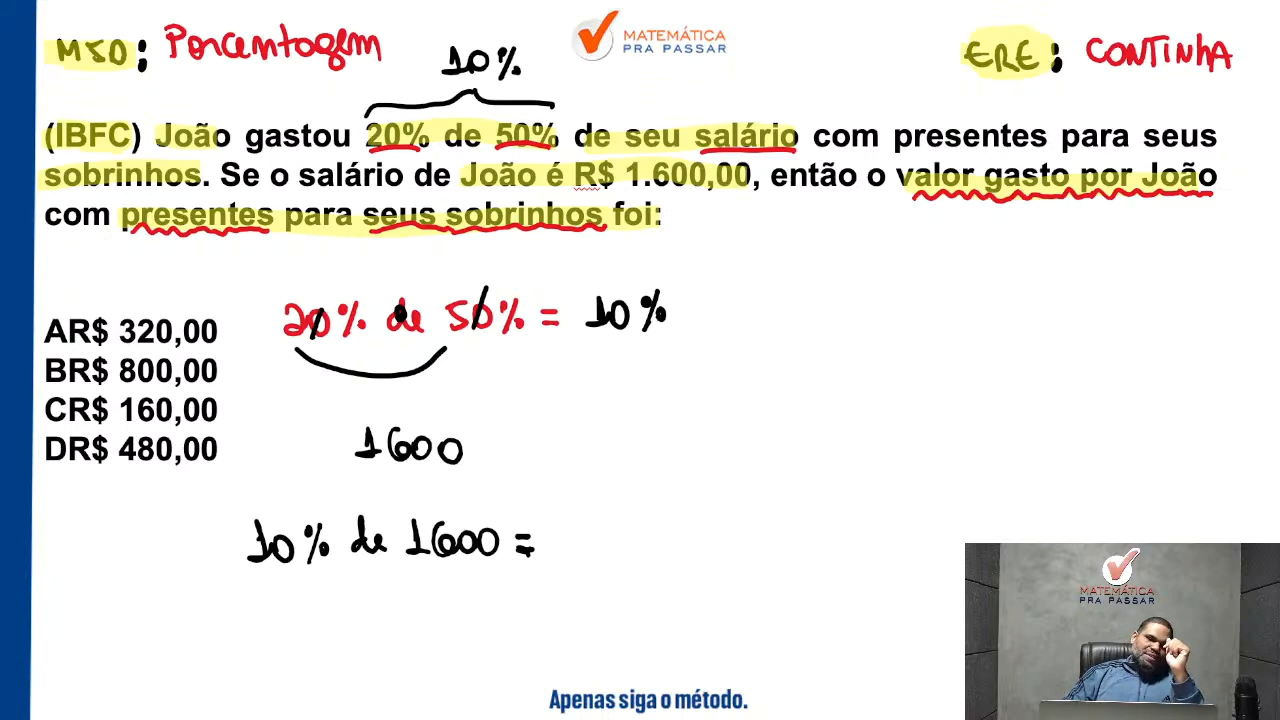 M50: Porcentagem
MATEMÁTICA
PRA PASSAR
ERE: CONTINHA
10%
(IBFC) João gastou 20% de 50% de seu salário com presentes para seus
sobrinhos. Se o salário de João é R$ 1.600,00, então o valor gasto por João
com presentes para seus sobrinhos foi:
20% de 50% = 10%
AR$ 320,00
BR$ 800,00
CR$ 160,00
DR$ 480,00
1600
10% de 1600 =
MATEMÁTICA
PRA PASSAR
Apenas siga o método.